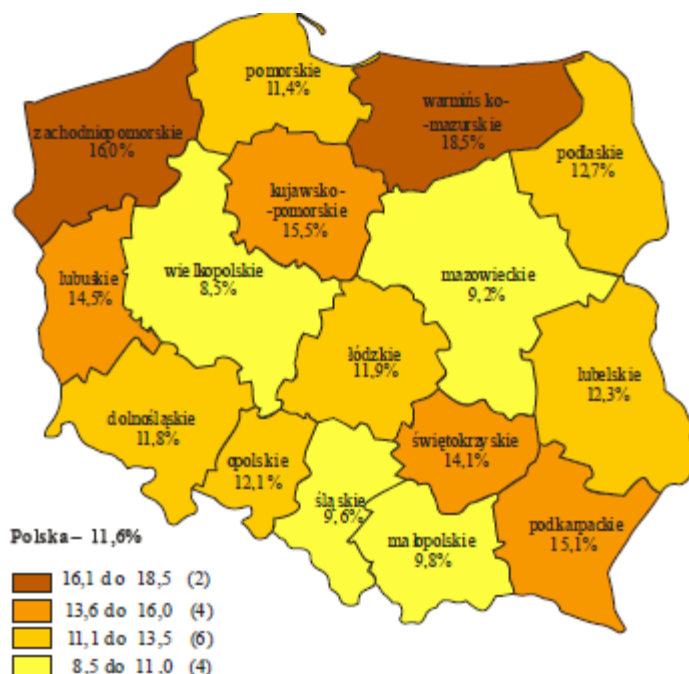 pomorskie
11,4%
warmińsko-
-mazurskie
18,5%
zachodniopomorskie
16,0%
podlaskie
12,7%
kujawsko-
-pomorskie
15,5%
lubuskie
14,5%
wielkopolskie
8,5%
mazowieckie
9,2%
łódzkie
11,9%
lubelskie
12,3%
dolnośląskie
11,8%
opolskie
12,1%
świętokrzyskie
14,1%
śląskie
9,6%
małopolskie
9,8%
podkarpackie
15,1%
Polska – 11,6%
16,1 do 18,5 (2)
13,6 do 16,0 (4)
11,1 do 13,5 (6)
8,5 do 11,0 (4)